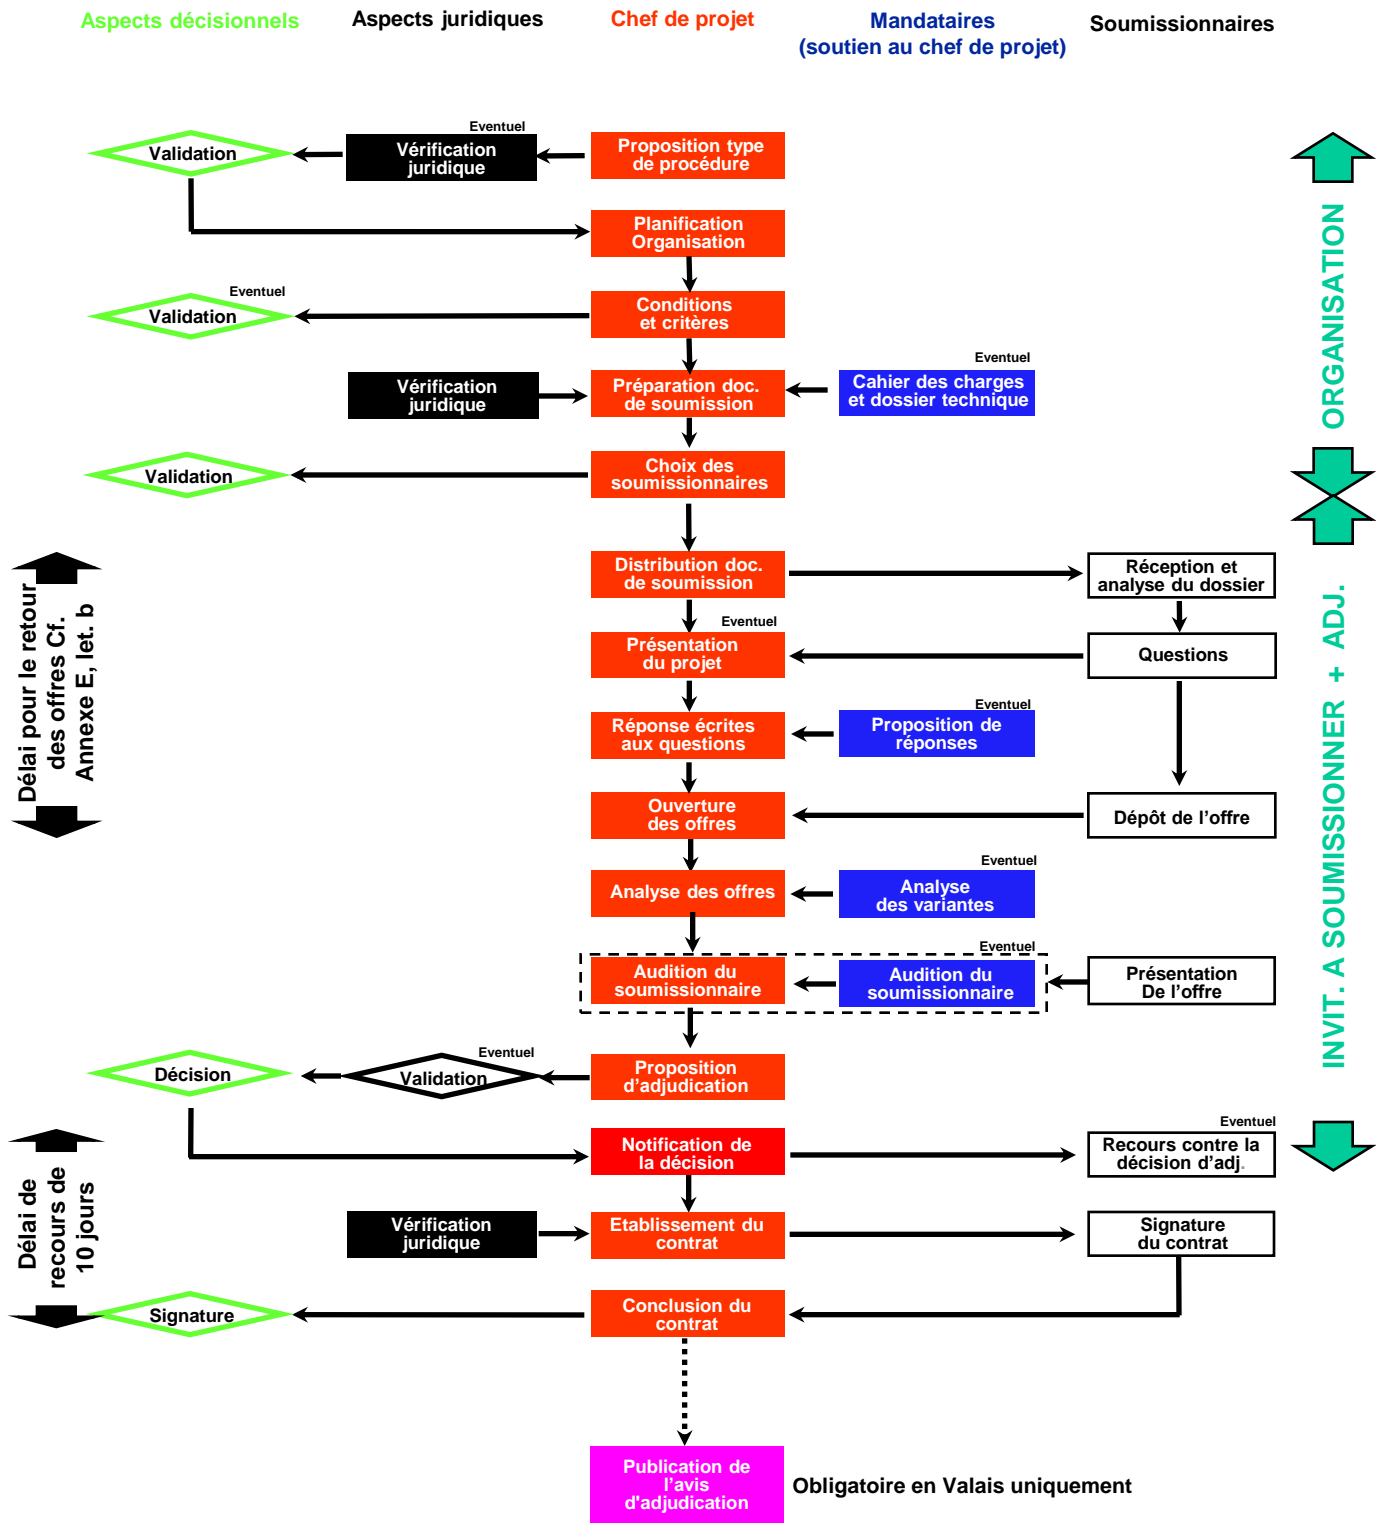 Aspects décisionnels
Aspects juridiques
Chef de projet
Mandataires
(soutien au chef de projet)
Soumissionnaires
Validation
Eventuel
Vérification
juridique
Proposition type
de procédure
Planification
Organisation
Eventuel
Validation
Conditions
et critères
Vérification
juridique
Préparation doc.
de soumission
Eventuel
Cahier des charges
et dossier technique
Validation
Choix des
soumissionnaires
ORGANISATION
Délai pour le retour
des offres Cf.
Annexe E, let. b
Distribution doc.
de soumission
Réception et
analyse du dossier
Eventuel
Présentation
du projet
Questions
Réponse écrites
aux questions
Eventuel
Proposition de
réponses
Ouverture
des offres
Dépôt de l’offre
Analyse des offres
Eventuel
Analyse
des variantes
Audition du
soumissionnaire
Eventuel
Audition du
soumissionnaire
Présentation
De l’offre
INVIT. A SOUMISSIONNER + ADJ.
Décision
Eventuel
Validation
Proposition
d’adjudication
Délai de
recours de
10 jours
Notification de
la décision
Eventuel
Recours contre la
décision d’adj.
Vérification
juridique
Etablissement du
contrat
Signature
du contrat
Signature
Conclusion du
contrat
Publication de
l’avis
d'adjudication
Obligatoire en Valais uniquement